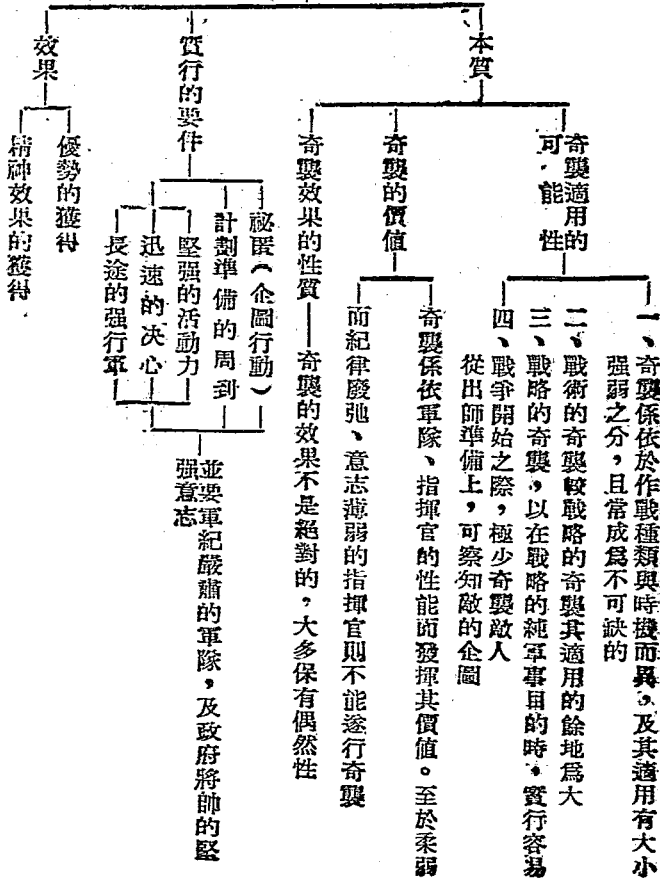 本質
奇襲適用的
可能性
一、奇襲係依於作戰種類與時機而異，及其適用有大小
强弱之分，且常成爲不可缺的
二、戰術的奇襲較戰略的奇襲其適用的餘地爲大
三、戰略的奇襲，以在戰略的純軍事目的時，實行容易
四、戰爭開始之際，極少奇襲敵人
從出師準備上，可察知敵的企圖
奇襲的價値
奇襲係依軍隊、指揮官的性能而發揮其價値。至於柔弱
而紀律廢弛、意志薄弱的指揮官則不能遂行奇襲
奇襲效果的性質
奇襲的效果不是絕對的，大多保有偶然性
實行的要件
祕匿（企圖行動）
計劃準備的周到
堅强的活動力
迅速的决心
長途的强行軍
並要軍紀嚴肅的軍隊，及政府將帥的堅
强意志
效果
優勢的獲得
精神效果的獲得